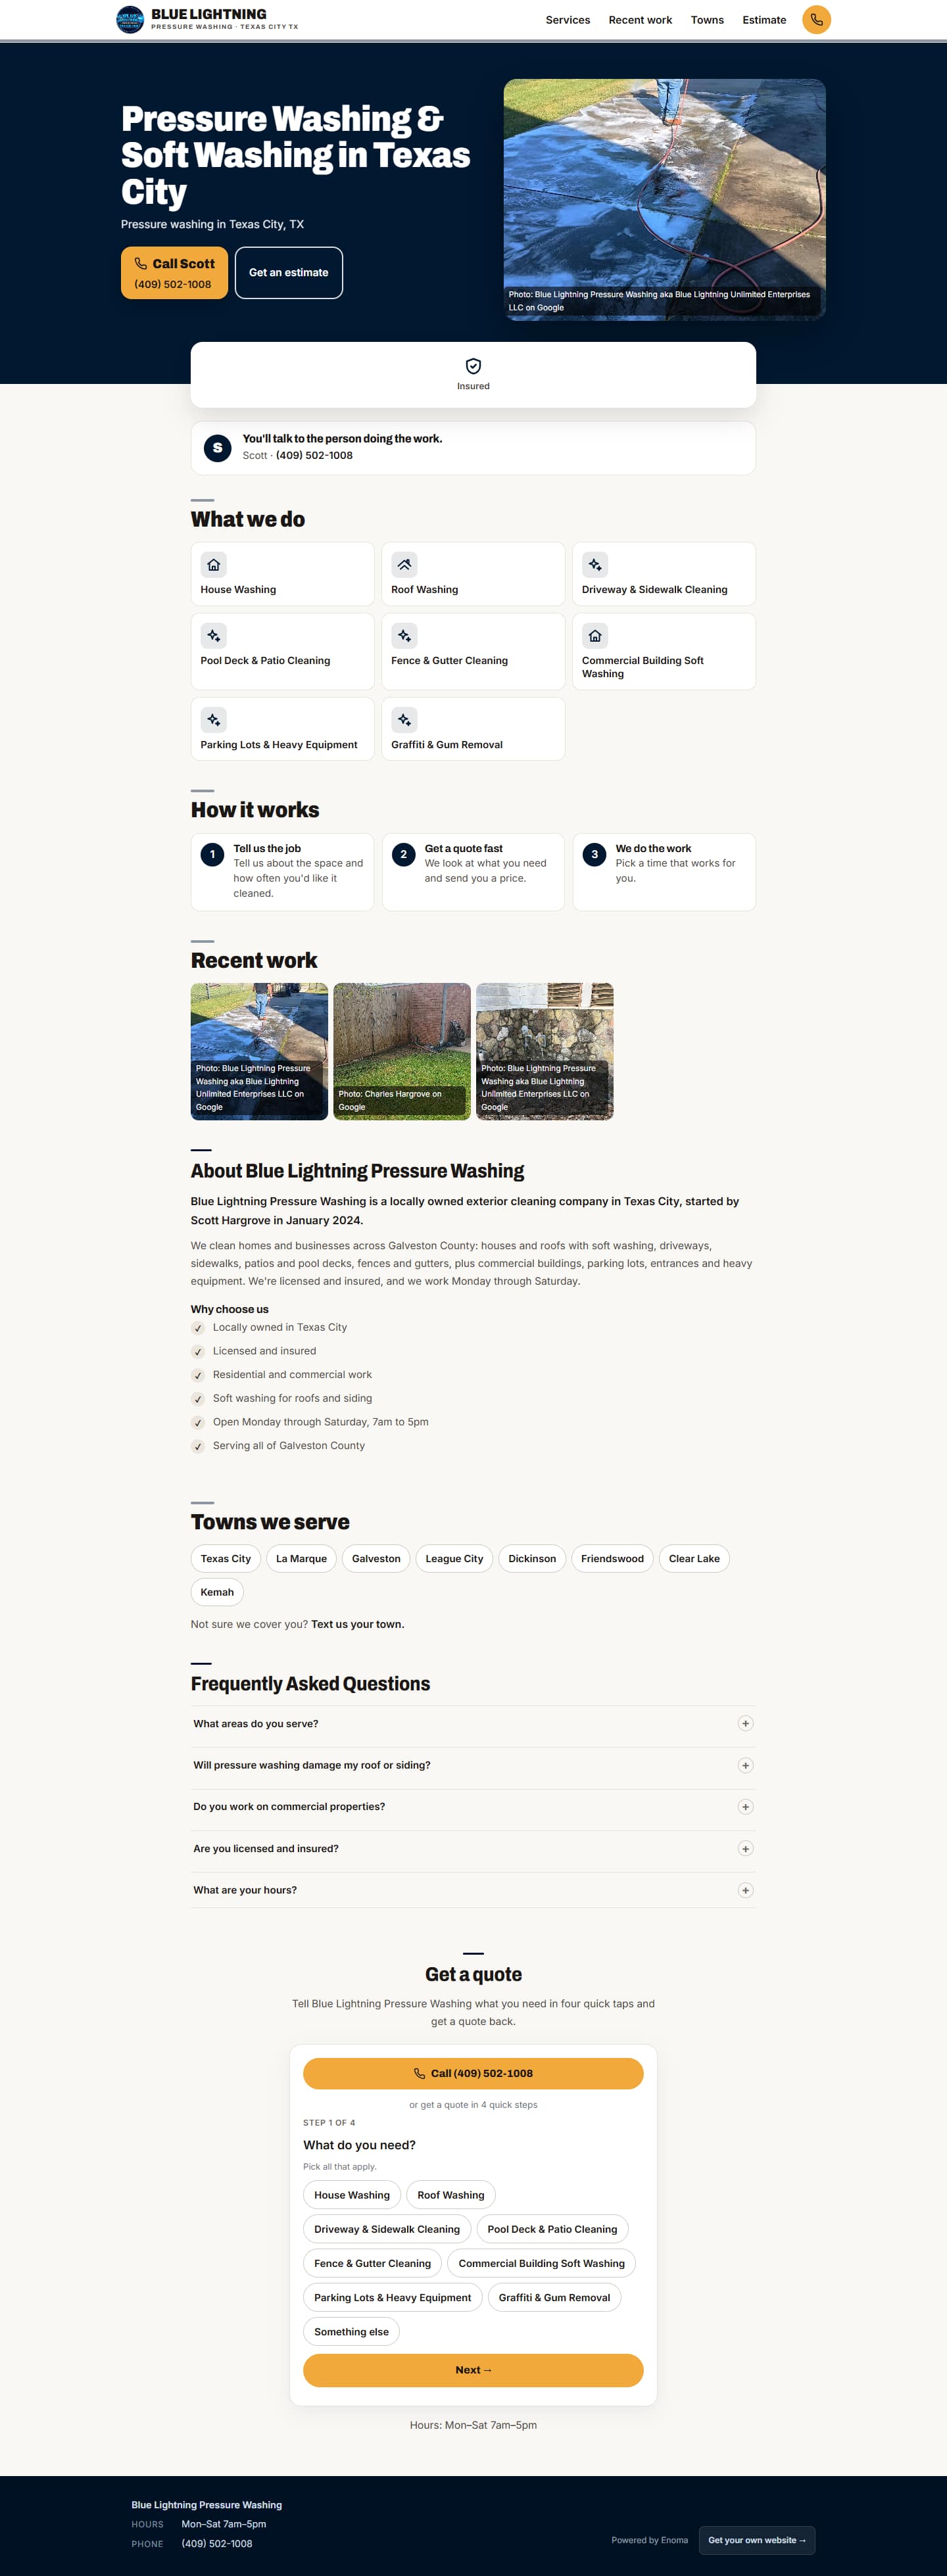 BLUE LIGHTNING
PRESSURE WASHING · TEXAS CITY TX
Services
Recent work
Towns
Estimate
Pressure Washing &
Soft Washing in Texas
City
Pressure washing in Texas City, TX
Call Scott
(409) 502-1008
Get an estimate
Photo: Blue Lightning Pressure Washing aka Blue Lightning Unlimited Enterprises
LLC on Google
Insured
S
You'll talk to the person doing the work.
Scott · (409) 502-1008
What we do
House Washing
Roof Washing
Driveway & Sidewalk Cleaning
Pool Deck & Patio Cleaning
Fence & Gutter Cleaning
Commercial Building Soft
Washing
Parking Lots & Heavy Equipment
Graffiti & Gum Removal
How it works
1
Tell us the job
Tell us about the space and
how often you'd like it
cleaned.
2
Get a quote fast
We look at what you need
and send you a price.
3
We do the work
Pick a time that works for
you.
Recent work
Photo: Blue Lightning Pressure
Washing aka Blue Lightning
Unlimited Enterprises LLC on
Google
Photo: Charles Hargrove on
Google
Photo: Blue Lightning Pressure
Washing aka Blue Lightning
Unlimited Enterprises LLC on
Google
About Blue Lightning Pressure Washing
Blue Lightning Pressure Washing is a locally owned exterior cleaning company in Texas City, started by
Scott Hargrove in January 2024.
We clean homes and businesses across Galveston County: houses and roofs with soft washing, driveways,
sidewalks, patios and pool decks, fences and gutters, plus commercial buildings, parking lots, entrances and heavy
equipment. We're licensed and insured, and we work Monday through Saturday.
Why choose us
Locally owned in Texas City
Licensed and insured
Residential and commercial work
Soft washing for roofs and siding
Open Monday through Saturday, 7am to 5pm
Serving all of Galveston County
Towns we serve
Texas City
La Marque
Galveston
League City
Dickinson
Friendswood
Clear Lake
Kemah
Not sure we cover you? Text us your town.
Frequently Asked Questions
What areas do you serve?
Will pressure washing damage my roof or siding?
Do you work on commercial properties?
Are you licensed and insured?
What are your hours?
Get a quote
Tell Blue Lightning Pressure Washing what you need in four quick taps and
get a quote back.
Call (409) 502-1008
or get a quote in 4 quick steps
STEP 1 OF 4
What do you need?
Pick all that apply.
House Washing
Roof Washing
Driveway & Sidewalk Cleaning
Pool Deck & Patio Cleaning
Fence & Gutter Cleaning
Commercial Building Soft Washing
Parking Lots & Heavy Equipment
Graffiti & Gum Removal
Something else
Next →
Hours: Mon–Sat 7am–5pm
Blue Lightning Pressure Washing
HOURS Mon–Sat 7am–5pm
PHONE (409) 502-1008
Powered by Enoma
Get your own website →